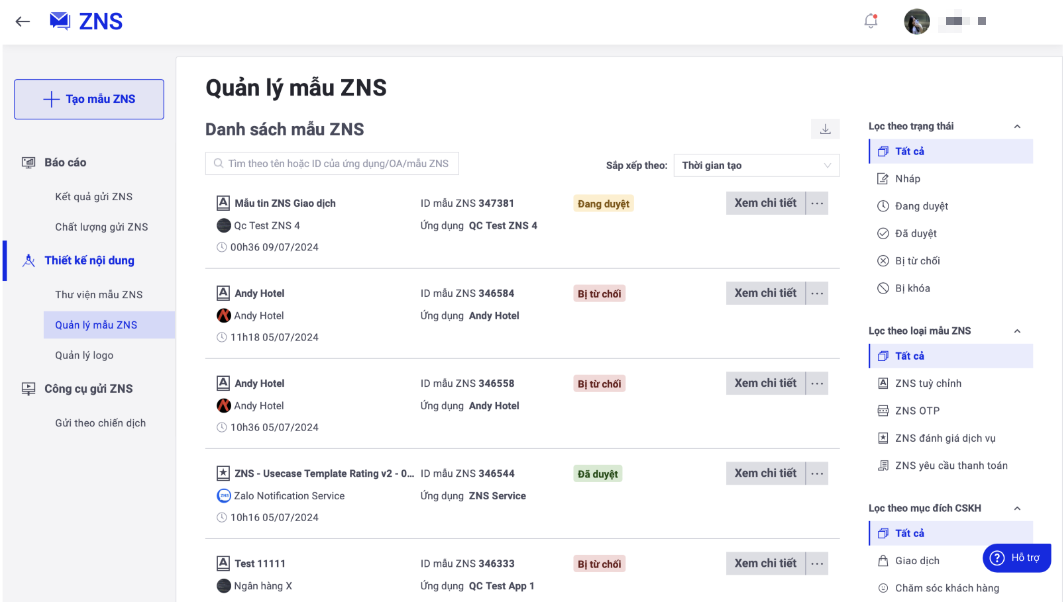 ZNS
Tạo mẫu ZNS
Báo cáo
Kết quả gửi ZNS
Chất lượng gửi ZNS
Thiết kế nội dung
Thư viện mẫu ZNS
Quản lý mẫu ZNS
Quản lý logo
Công cụ gửi ZNS
Gửi theo chiến dịch
Quản lý mẫu ZNS
Danh sách mẫu ZNS
Tìm theo tên hoặc ID của ứng dụng/OA/mẫu ZNS
Sắp xếp theo: Thời gian tạo
Mẫu tin ZNS Giao dịch ID mẫu ZNS 347381 Đang duyệt Xem chi tiết ...
Qc Test ZNS 4 Ứng dụng QC Test ZNS 4
00h36 09/07/2024
Andy Hotel ID mẫu ZNS 346584 Bị từ chối Xem chi tiết ...
Andy Hotel Ứng dụng Andy Hotel
11h18 05/07/2024
Andy Hotel ID mẫu ZNS 346558 Bị từ chối Xem chi tiết ...
Andy Hotel Ứng dụng Andy Hotel
10h36 05/07/2024
ZNS - Usecase Template Rating v2 - 0... ID mẫu ZNS 346544 Đã duyệt Xem chi tiết ...
Zalo Notification Service Ứng dụng ZNS Service
10h16 05/07/2024
Test 11111 ID mẫu ZNS 346333 Bị từ chối Xem chi tiết ...
Ngân hàng X Ứng dụng QC Test App 1
Lọc theo trạng thái
Tất cả
Nháp
Đang duyệt
Đã duyệt
Bị từ chối
Bị khóa
Lọc theo loại mẫu ZNS
Tất cả
ZNS tuỳ chỉnh
ZNS OTP
ZNS đánh giá dịch vụ
ZNS yêu cầu thanh toán
Lọc theo mục đích CSKH
Tất cả
Giao dịch
Chăm sóc khách hàng
Hỗ trợ